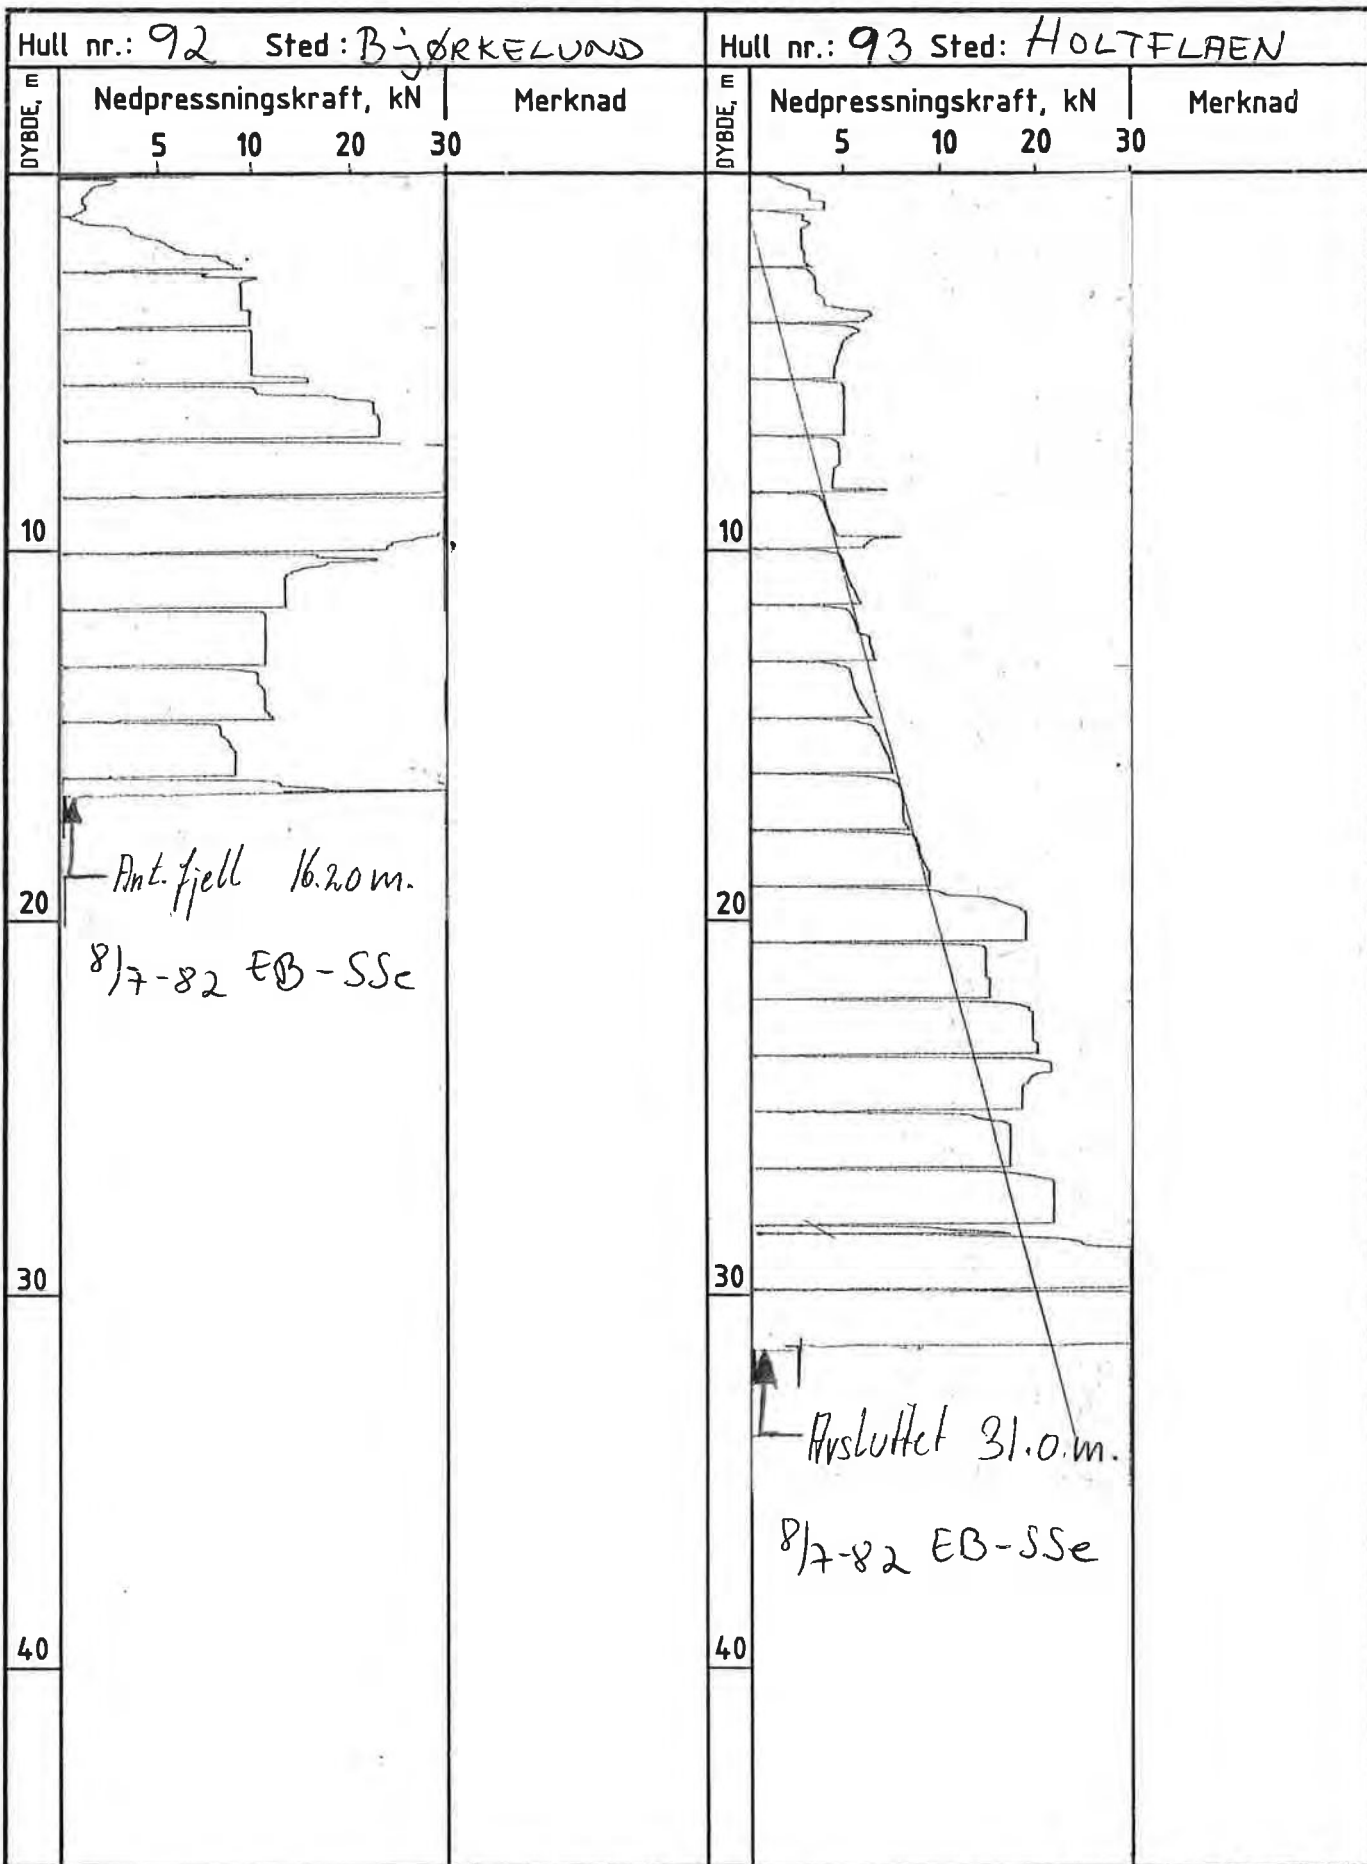 Hull nr.: 92 Sted: BjØRKELUND
DYBDE, m
Nedpressningskraft, kN
Merknad
5 10 20 30
10
20
30
40
Ant. fjell 16.20 m.
8/7-82 EB-SSe
Hull nr.: 93 Sted: HOLTFLAEN
DYBDE, m
Nedpressningskraft, kN
Merknad
5 10 20 30
10
20
30
40
Avsluttet 31.0.m.
8/7-82 EB-SSe